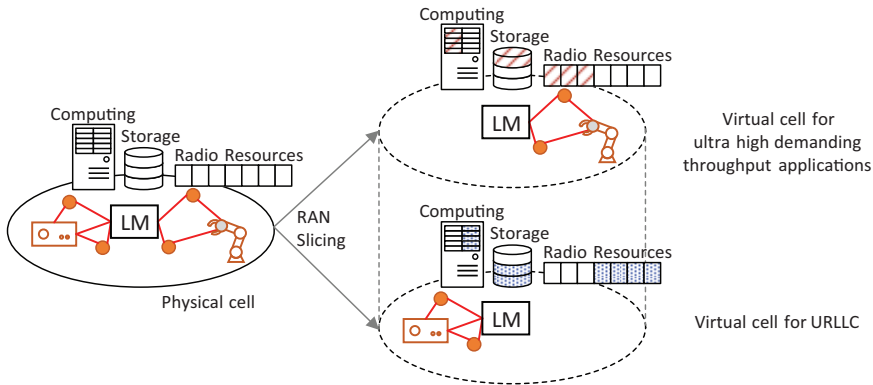 Computing
Storage
Radio Resources
LM
Physical cell
RAN
Slicing
Computing
Storage
Radio Resources
LM
Virtual cell for
ultra high demanding
throughput applications
Computing
Storage
Radio Resources
LM
Virtual cell for URLLC